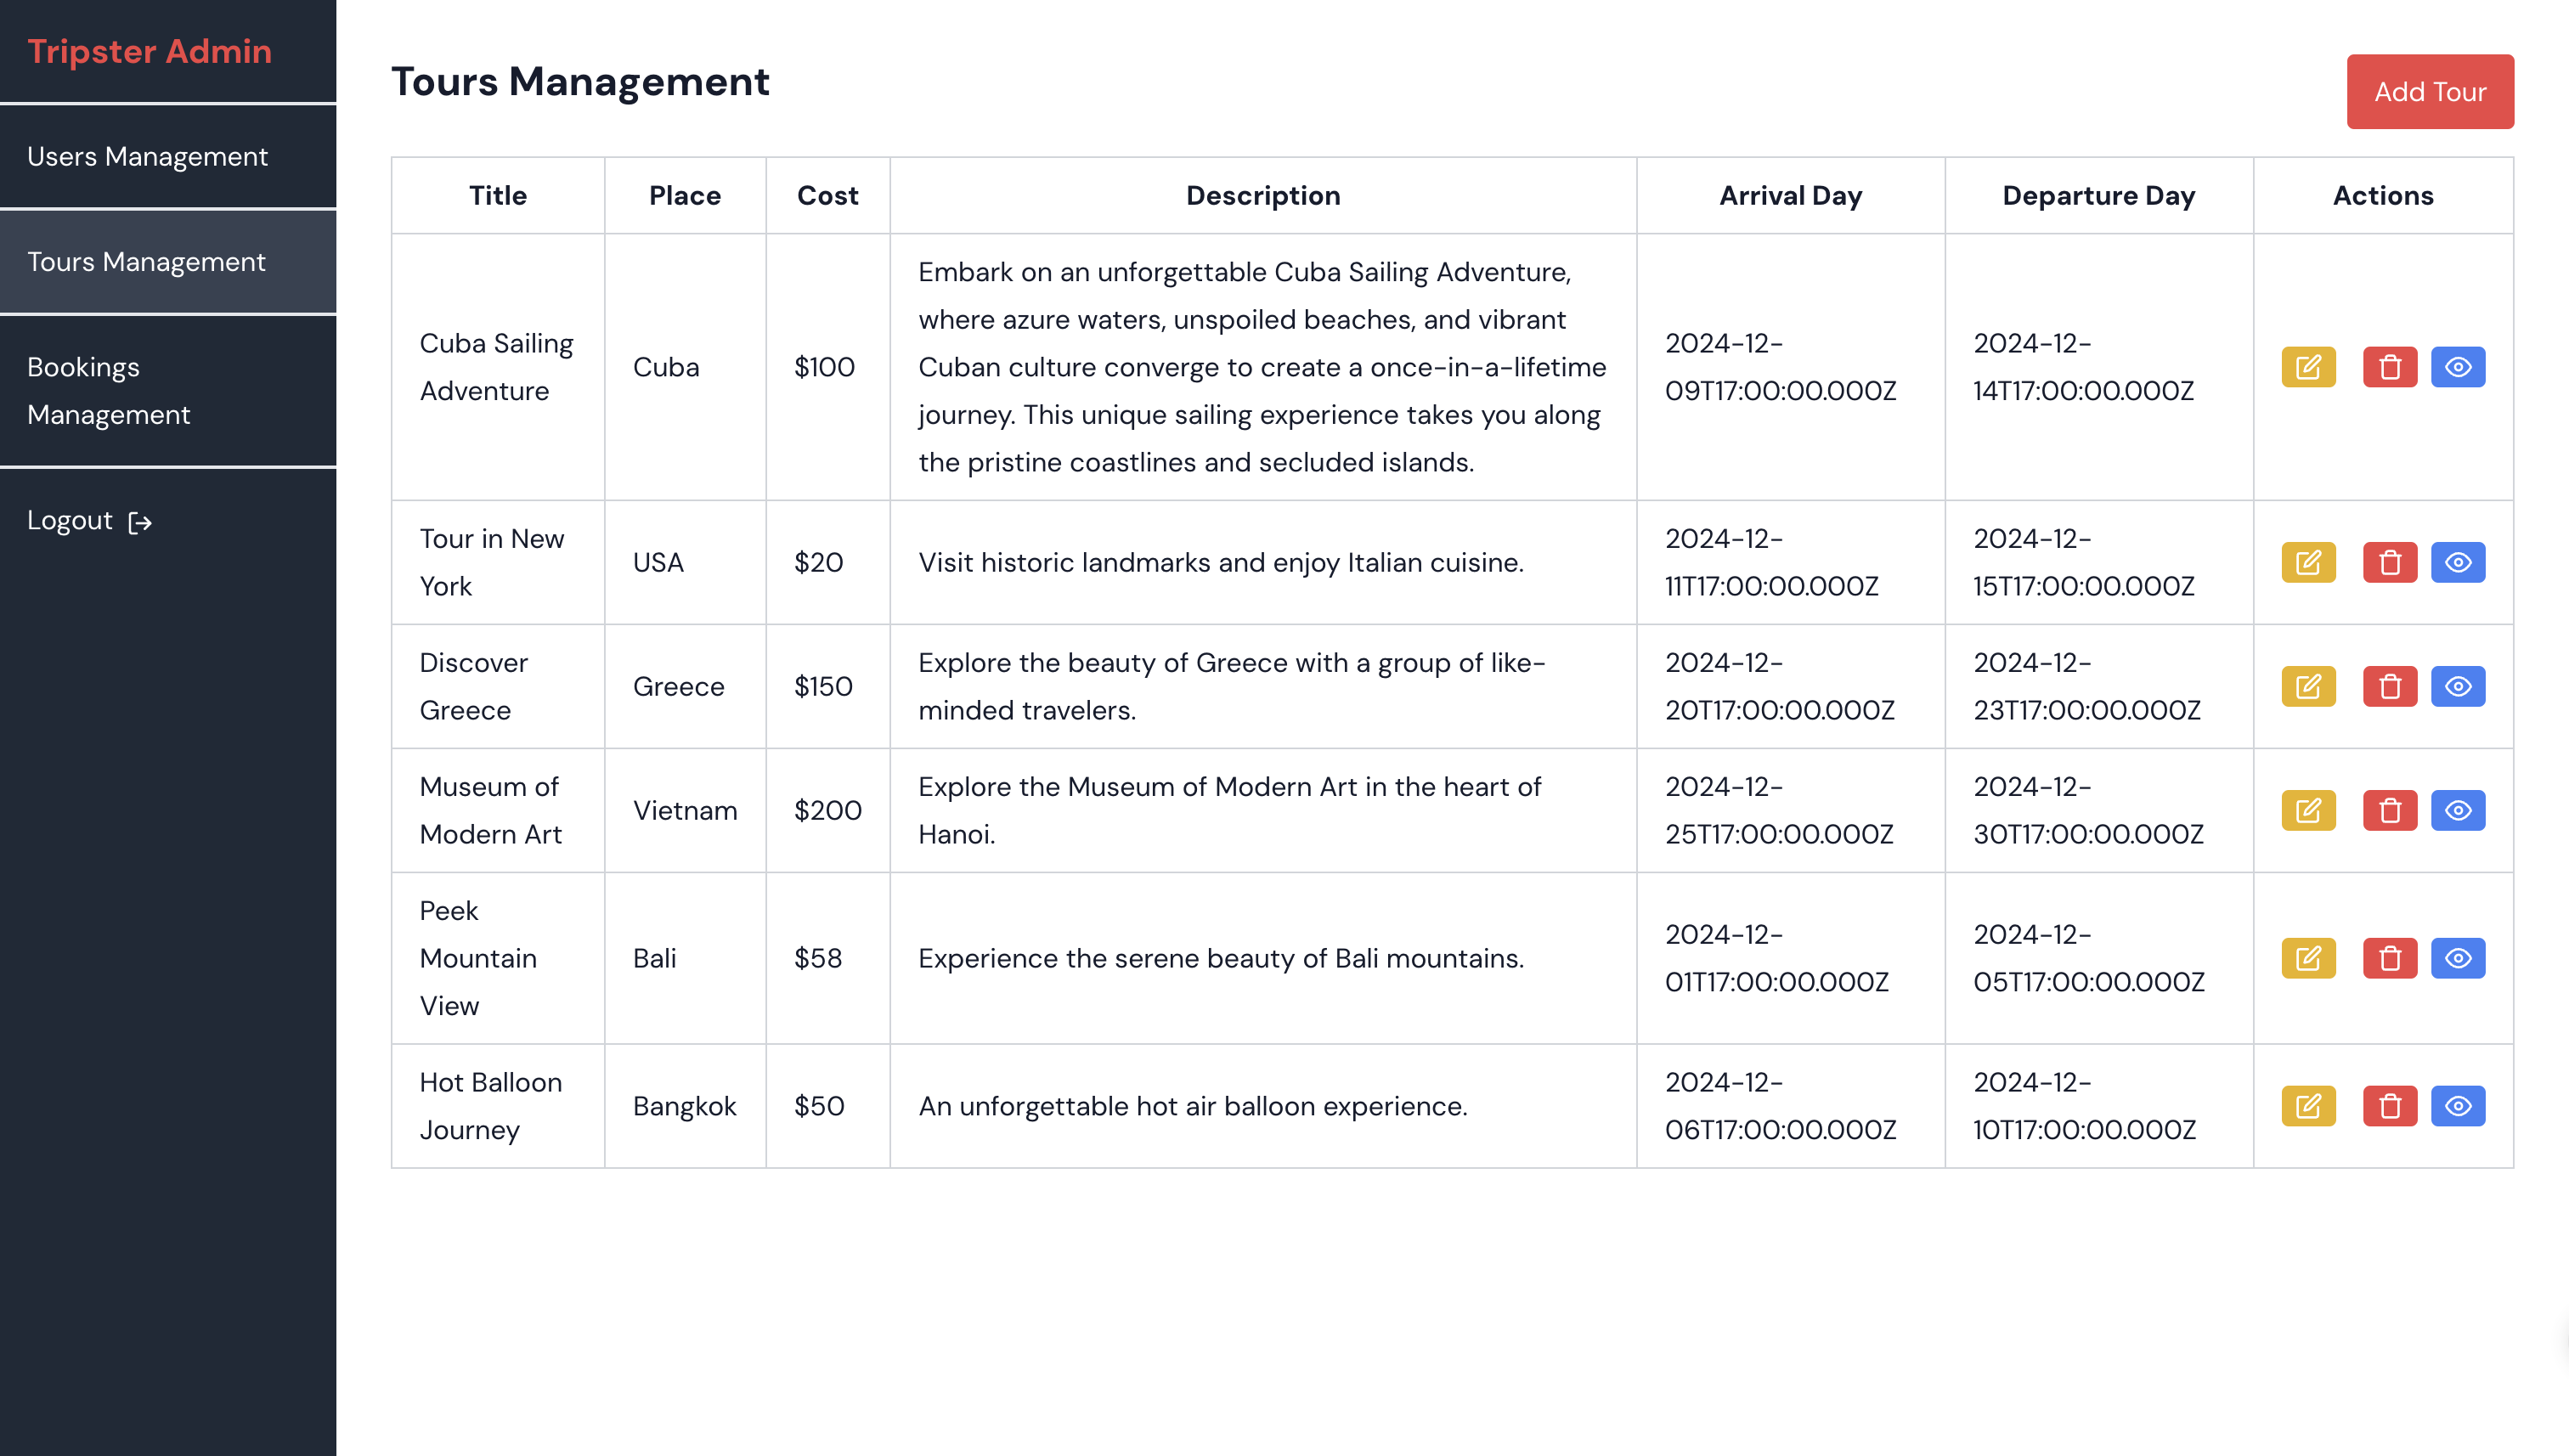 Tripster Admin
Users Management
Tours Management
Bookings
Management
Logout
Tours Management
Add Tour
Title Place Cost Description Arrival Day Departure Day Actions
Cuba Sailing
Adventure
Cuba
$100
Embark on an unforgettable Cuba Sailing Adventure,
where azure waters, unspoiled beaches, and vibrant
Cuban culture converge to create a once-in-a-lifetime
journey. This unique sailing experience takes you along
the pristine coastlines and secluded islands.
2024-12-
09T17:00:00.000Z
2024-12-
14T17:00:00.000Z
Tour in New
York
USA
$20
Visit historic landmarks and enjoy Italian cuisine.
2024-12-
11T17:00:00.000Z
2024-12-
15T17:00:00.000Z
Discover
Greece
Greece
$150
Explore the beauty of Greece with a group of like-
minded travelers.
2024-12-
20T17:00:00.000Z
2024-12-
23T17:00:00.000Z
Museum of
Modern Art
Vietnam
$200
Explore the Museum of Modern Art in the heart of
Hanoi.
2024-12-
25T17:00:00.000Z
2024-12-
30T17:00:00.000Z
Peek
Mountain
View
Bali
$58
Experience the serene beauty of Bali mountains.
2024-12-
01T17:00:00.000Z
2024-12-
05T17:00:00.000Z
Hot Balloon
Journey
Bangkok
$50
An unforgettable hot air balloon experience.
2024-12-
06T17:00:00.000Z
2024-12-
10T17:00:00.000Z